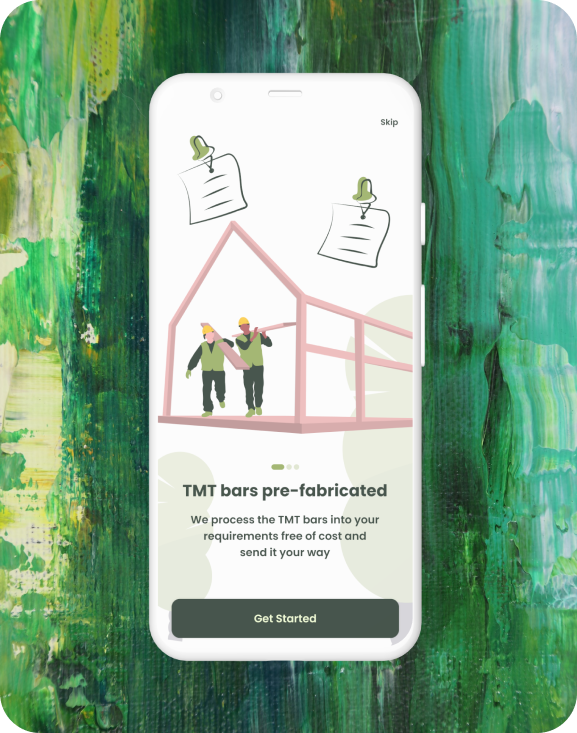 Skip
TMT bars pre-fabricated
We process the TMT bars into your
requirements free of cost and
send it your way
Get Started